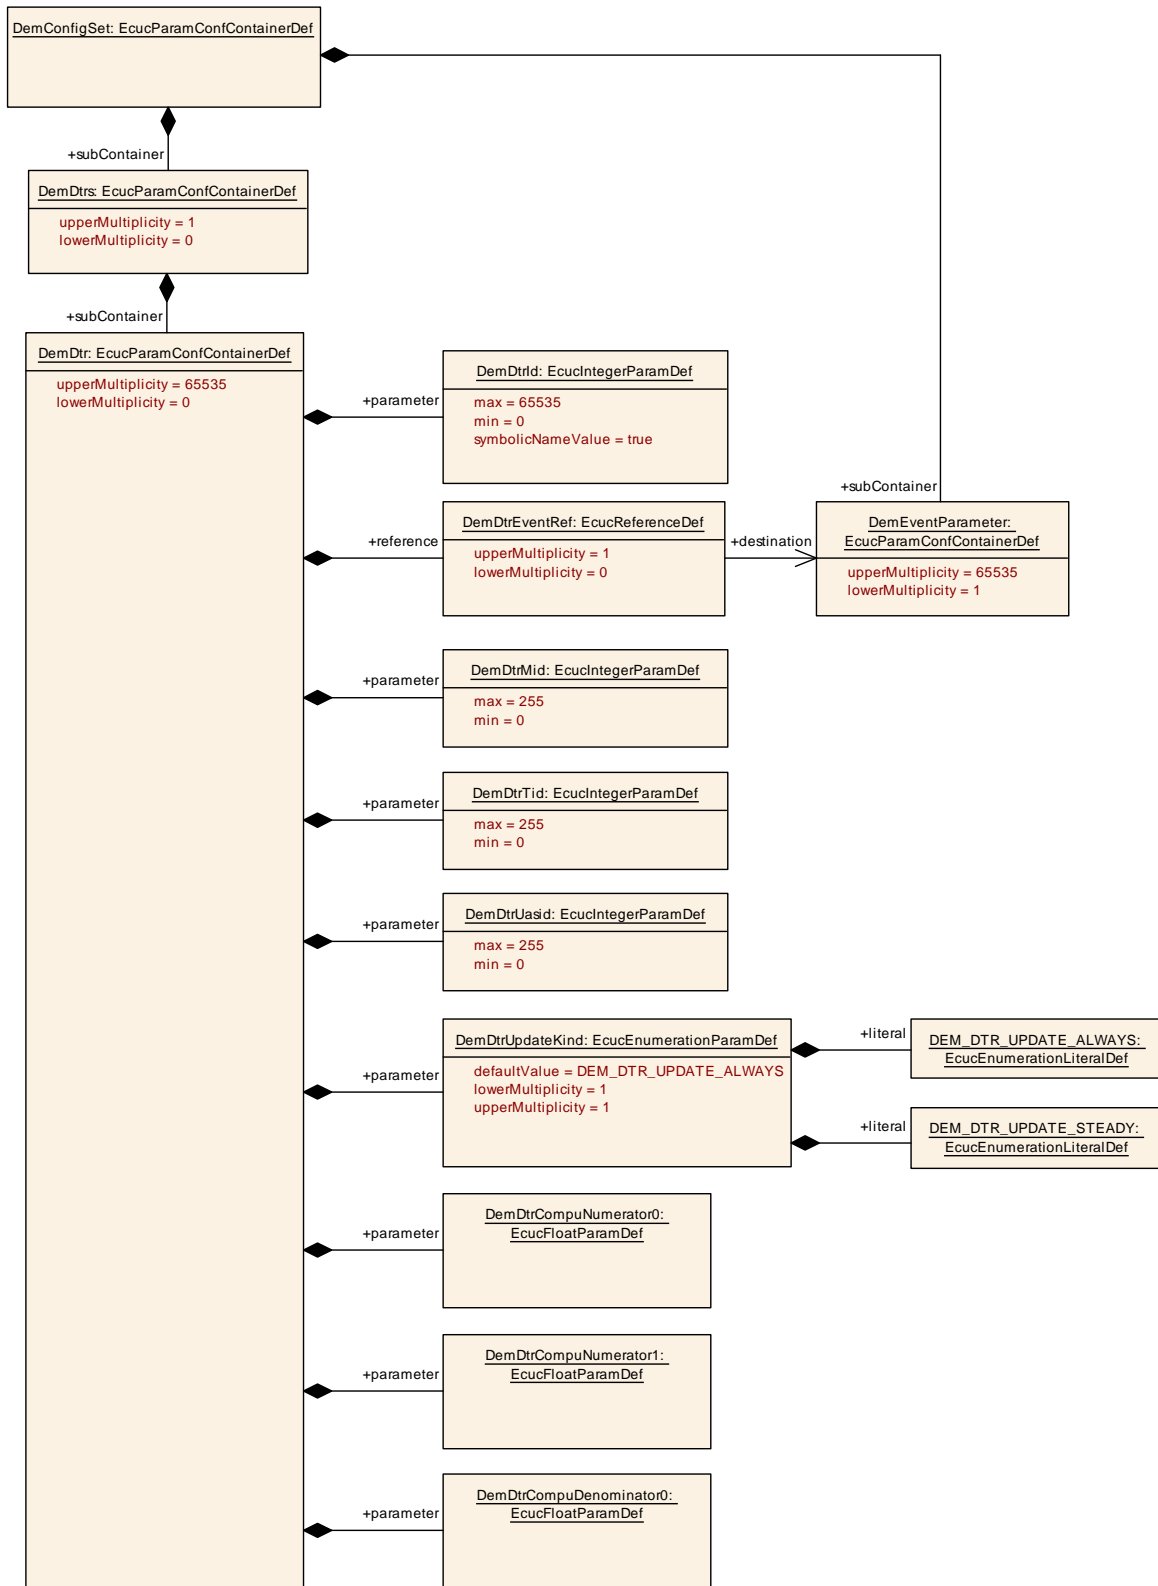 DemConfigSet: EcucParamConfContainerDef
+subContainer
DemDtrs: EcucParamConfContainerDef
upperMultiplicity = 1
lowerMultiplicity = 0
+subContainer
DemDtr: EcucParamConfContainerDef
upperMultiplicity = 65535
lowerMultiplicity = 0
+parameter
DemDtrId: EcucIntegerParamDef
max = 65535
min = 0
symbolicNameValue = true
+subContainer
+reference
DemDtrEventRef: EcucReferenceDef
upperMultiplicity = 1
lowerMultiplicity = 0
+destination
DemEventParameter:
EcucParamConfContainerDef
upperMultiplicity = 65535
lowerMultiplicity = 1
+parameter
DemDtrMid: EcucIntegerParamDef
max = 255
min = 0
+parameter
DemDtrTid: EcucIntegerParamDef
max = 255
min = 0
+parameter
DemDtrUasid: EcucIntegerParamDef
max = 255
min = 0
+parameter
DemDtrUpdateKind: EcucEnumerationParamDef
defaultValue = DEM_DTR_UPDATE_ALWAYS
lowerMultiplicity = 1
upperMultiplicity = 1
+literal
DEM_DTR_UPDATE_ALWAYS:
EcucEnumerationLiteralDef
+literal
DEM_DTR_UPDATE_STEADY:
EcucEnumerationLiteralDef
+parameter
DemDtrCompuNumerator0:
EcucFloatParamDef
+parameter
DemDtrCompuNumerator1:
EcucFloatParamDef
+parameter
DemDtrCompuDenominator0:
EcucFloatParamDef